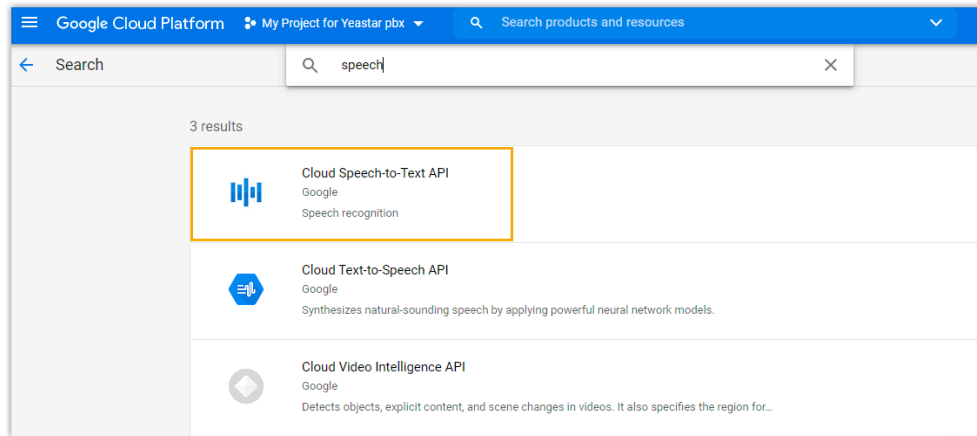 Google Cloud Platform My Project for Yeastar pbx Search products and resources
Search speech
3 results
Cloud Speech-to-Text API
Google
Speech recognition
Cloud Text-to-Speech API
Google
Synthesizes natural-sounding speech by applying powerful neural network models.
Cloud Video Intelligence API
Google
Detects objects, explicit content, and scene changes in videos. It also specifies the region for...